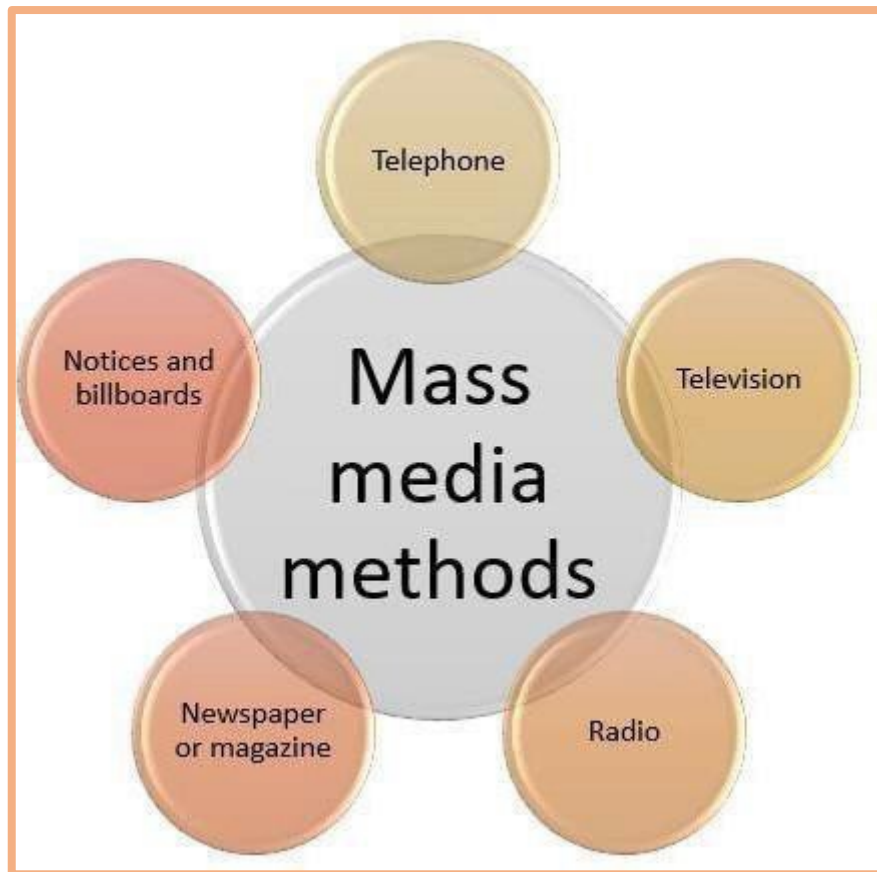 Telephone
Television
Radio
Newspaper
or magazine
Notices and
billboards
Mass
media
methods